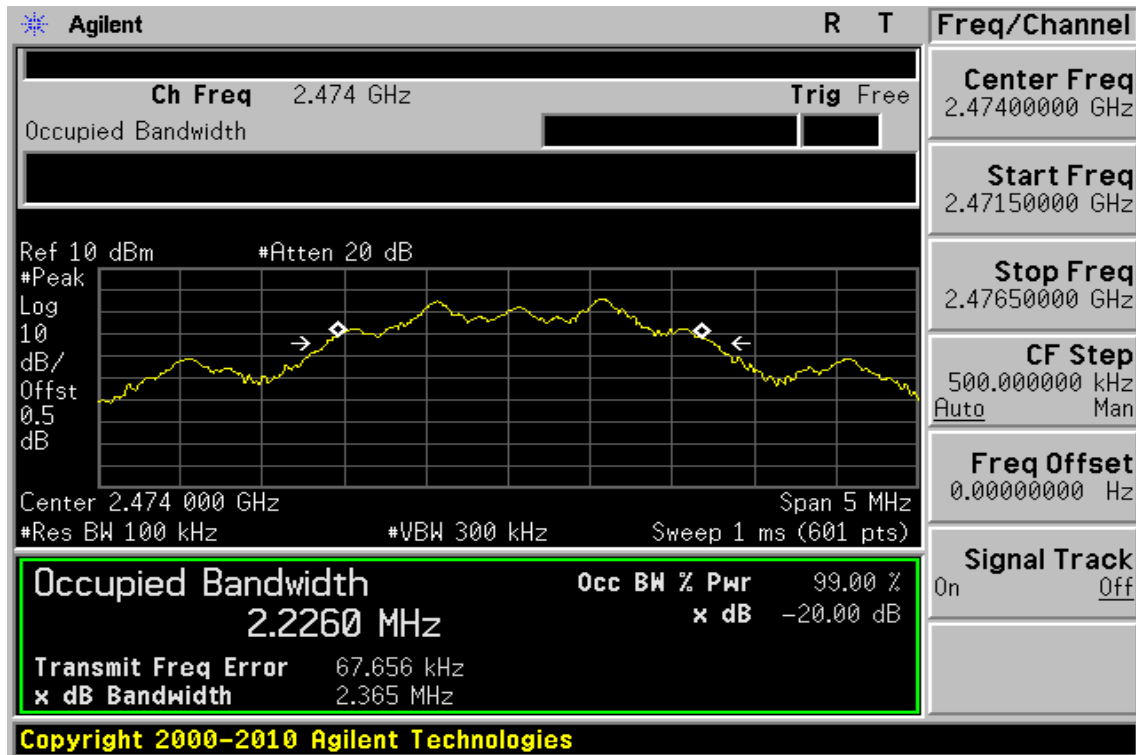 Agilent R T
Ch Freq 2.474 GHz Trig Free
Occupied Bandwidth
Ref 10 dBm #Atten 20 dB
#Peak
Log
10
dB/
Offst
0.5
dB
Center 2.474 000 GHz Span 5 MHz
#Res BW 100 kHz #VBW 300 kHz Sweep 1 ms (601 pts)
Occupied Bandwidth
2.2260 MHz
Occ BW % Pwr 99.00 %
x dB -20.00 dB
Transmit Freq Error 67.656 kHz
x dB Bandwidth 2.365 MHz
Copyright 2000-2010 Agilent Technologies
Freq/Channel
Center Freq
2.47400000 GHz
Start Freq
2.47150000 GHz
Stop Freq
2.47650000 GHz
CF Step
500.000000 kHz
Auto Man
Freq Offset
0.00000000 Hz
Signal Track
On Off